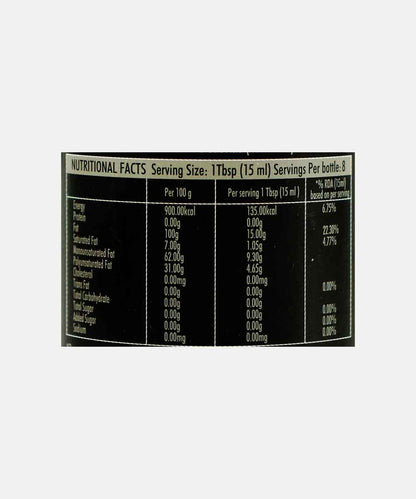 NUTRITIONAL FACTS Serving Size: 1Tbsp (15 ml) Servings Per bottle: 8
Per 100 g Per serving 1 Tbsp (15 ml) *% RDA (15ml) based on per serving
Energy 900.00kcal 135.00kcal 6.75%
Protein 0.00g 0.00g
Fat 100g 15.00g 22.38%
Saturated Fat 7.00g 1.05g 4.77%
Monounsaturated Fat 62.00g 9.30g
Polyunsaturated Fat 31.00g 4.65g
Cholesterol 0.00mg 0.00mg
Trans Fat 0.00g 0.00g 0.00%
Total Carbohydrate 0.00g 0.00g
Total Sugar 0.00g 0.00g 0.00%
Added Sugar 0.00g 0.00g 0.00%
Sodium 0.00mg 0.00mg 0.00%